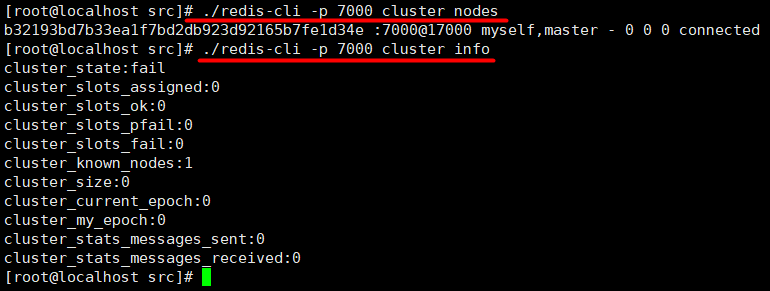 [root@localhost src]# ./redis-cli -p 7000 cluster nodes
b32193bd7b33ea1f7bd2db923d92165b7fe1d34e :7000@17000 myself,master - 0 0 0 connected
[root@localhost src]# ./redis-cli -p 7000 cluster info
cluster_state:fail
cluster_slots_assigned:0
cluster_slots_ok:0
cluster_slots_pfail:0
cluster_slots_fail:0
cluster_known_nodes:1
cluster_size:0
cluster_current_epoch:0
cluster_my_epoch:0
cluster_stats_messages_sent:0
cluster_stats_messages_received:0
[root@localhost src]#